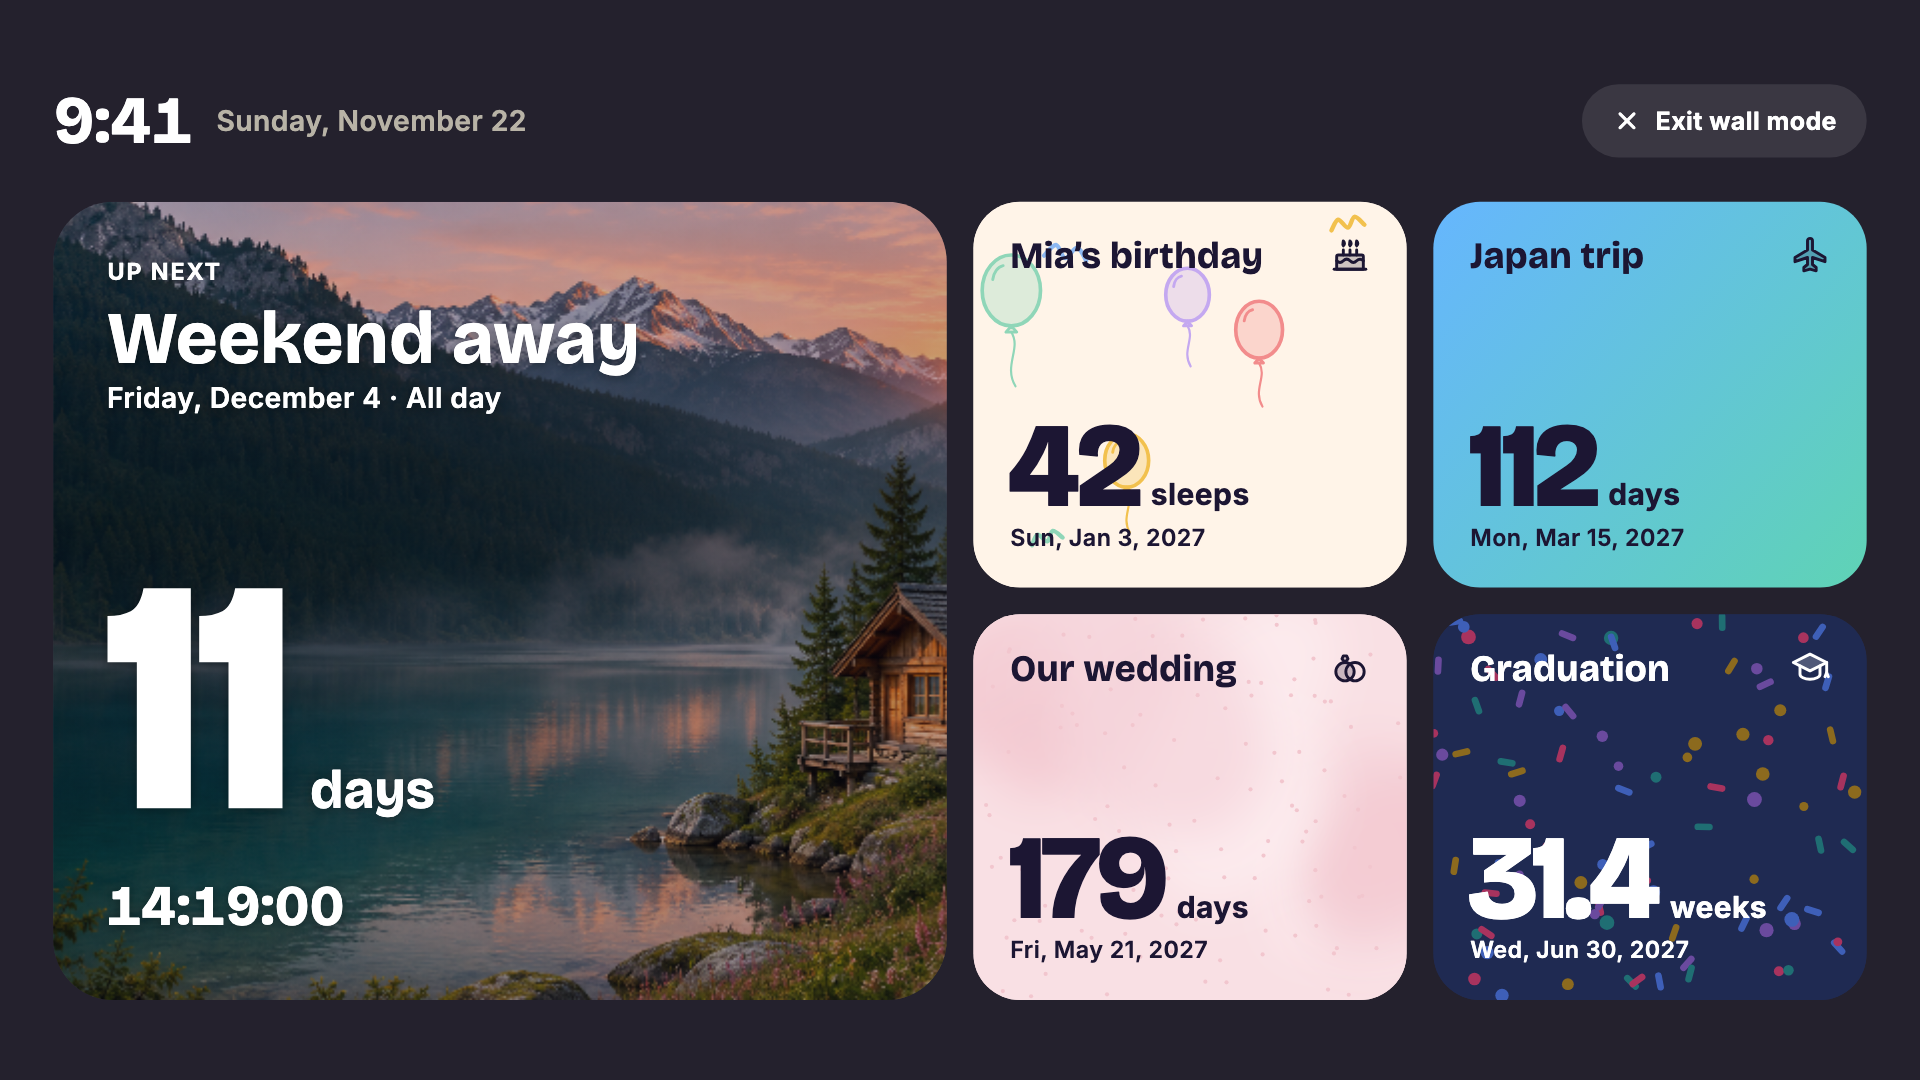 9:41
Sunday, November 22
Exit wall mode
UP NEXT
Weekend away
Friday, December 4 · All day
11 days
14:19:00
Mia's birthday
42 sleeps
Sun, Jan 3, 2027
Japan trip
112 days
Mon, Mar 15, 2027
Our wedding
179 days
Fri, May 21, 2027
Graduation
31.4 weeks
Wed, Jun 30, 2027